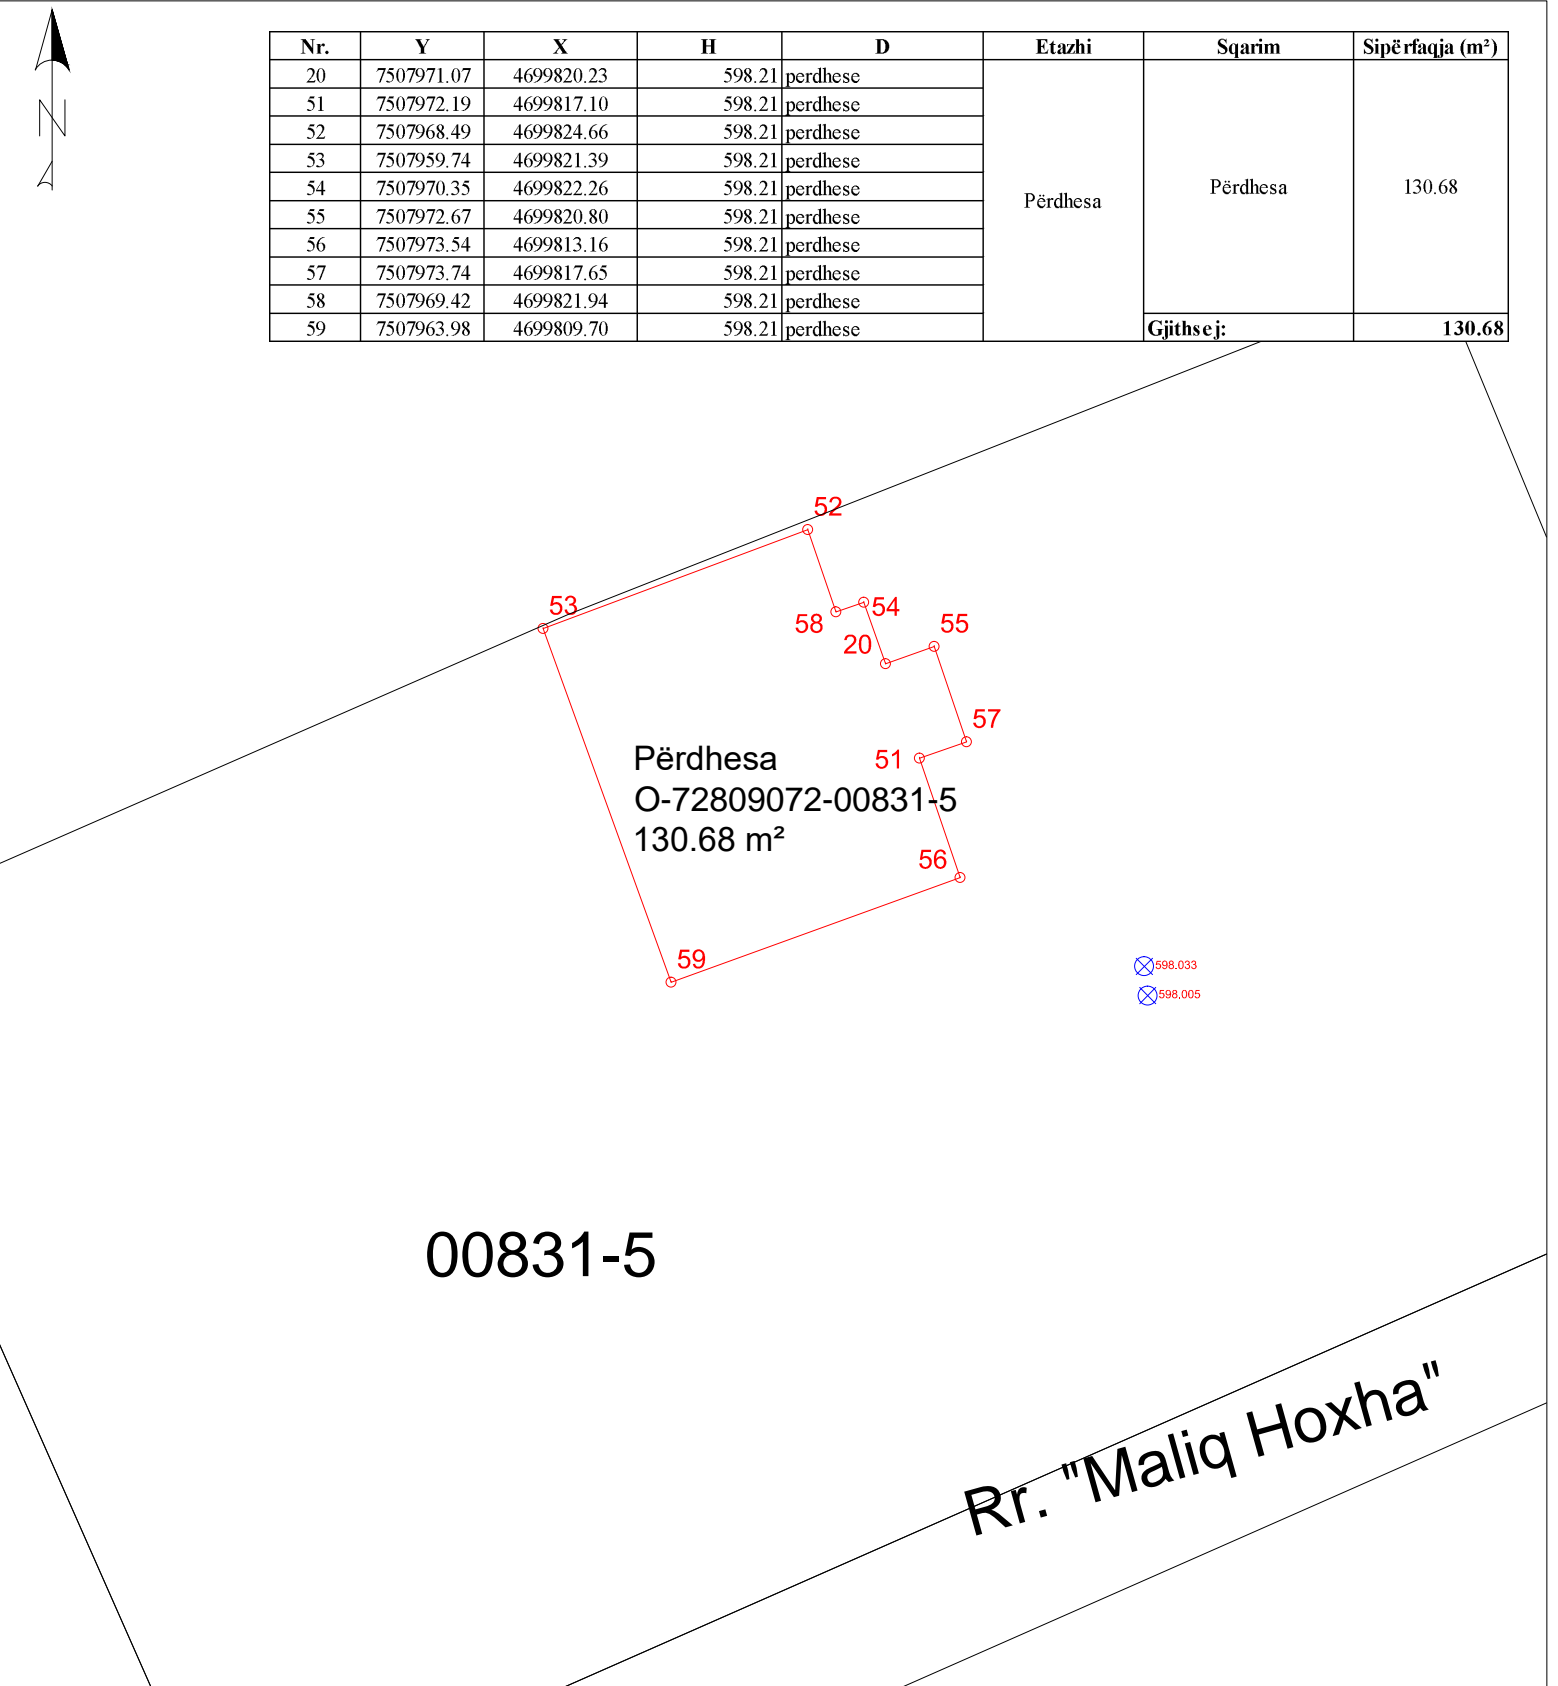 N
Nr. Y X H D Etazhi Sqarim Sipërfaqja (m²)
20 7507971.07 4699820.23 598.21 perdhese
51 7507972.19 4699817.10 598.21 perdhese
52 7507968.49 4699824.66 598.21 perdhese
53 7507959.74 4699821.39 598.21 perdhese
54 7507970.35 4699822.26 598.21 perdhese
Përdhesa Përdhesa 130.68
55 7507972.67 4699820.80 598.21 perdhese
56 7507973.54 4699813.16 598.21 perdhese
57 7507973.74 4699817.65 598.21 perdhese
58 7507969.42 4699821.94 598.21 perdhese
59 7507963.98 4699809.70 598.21 perdhese Gjithsej: 130.68
52
53
54
58
55
20
57
51
Përdhesa
O-72809072-00831-5
130.68 m²
56
59
598.033
598.005
00831-5
Rr. "Maliq Hoxha"